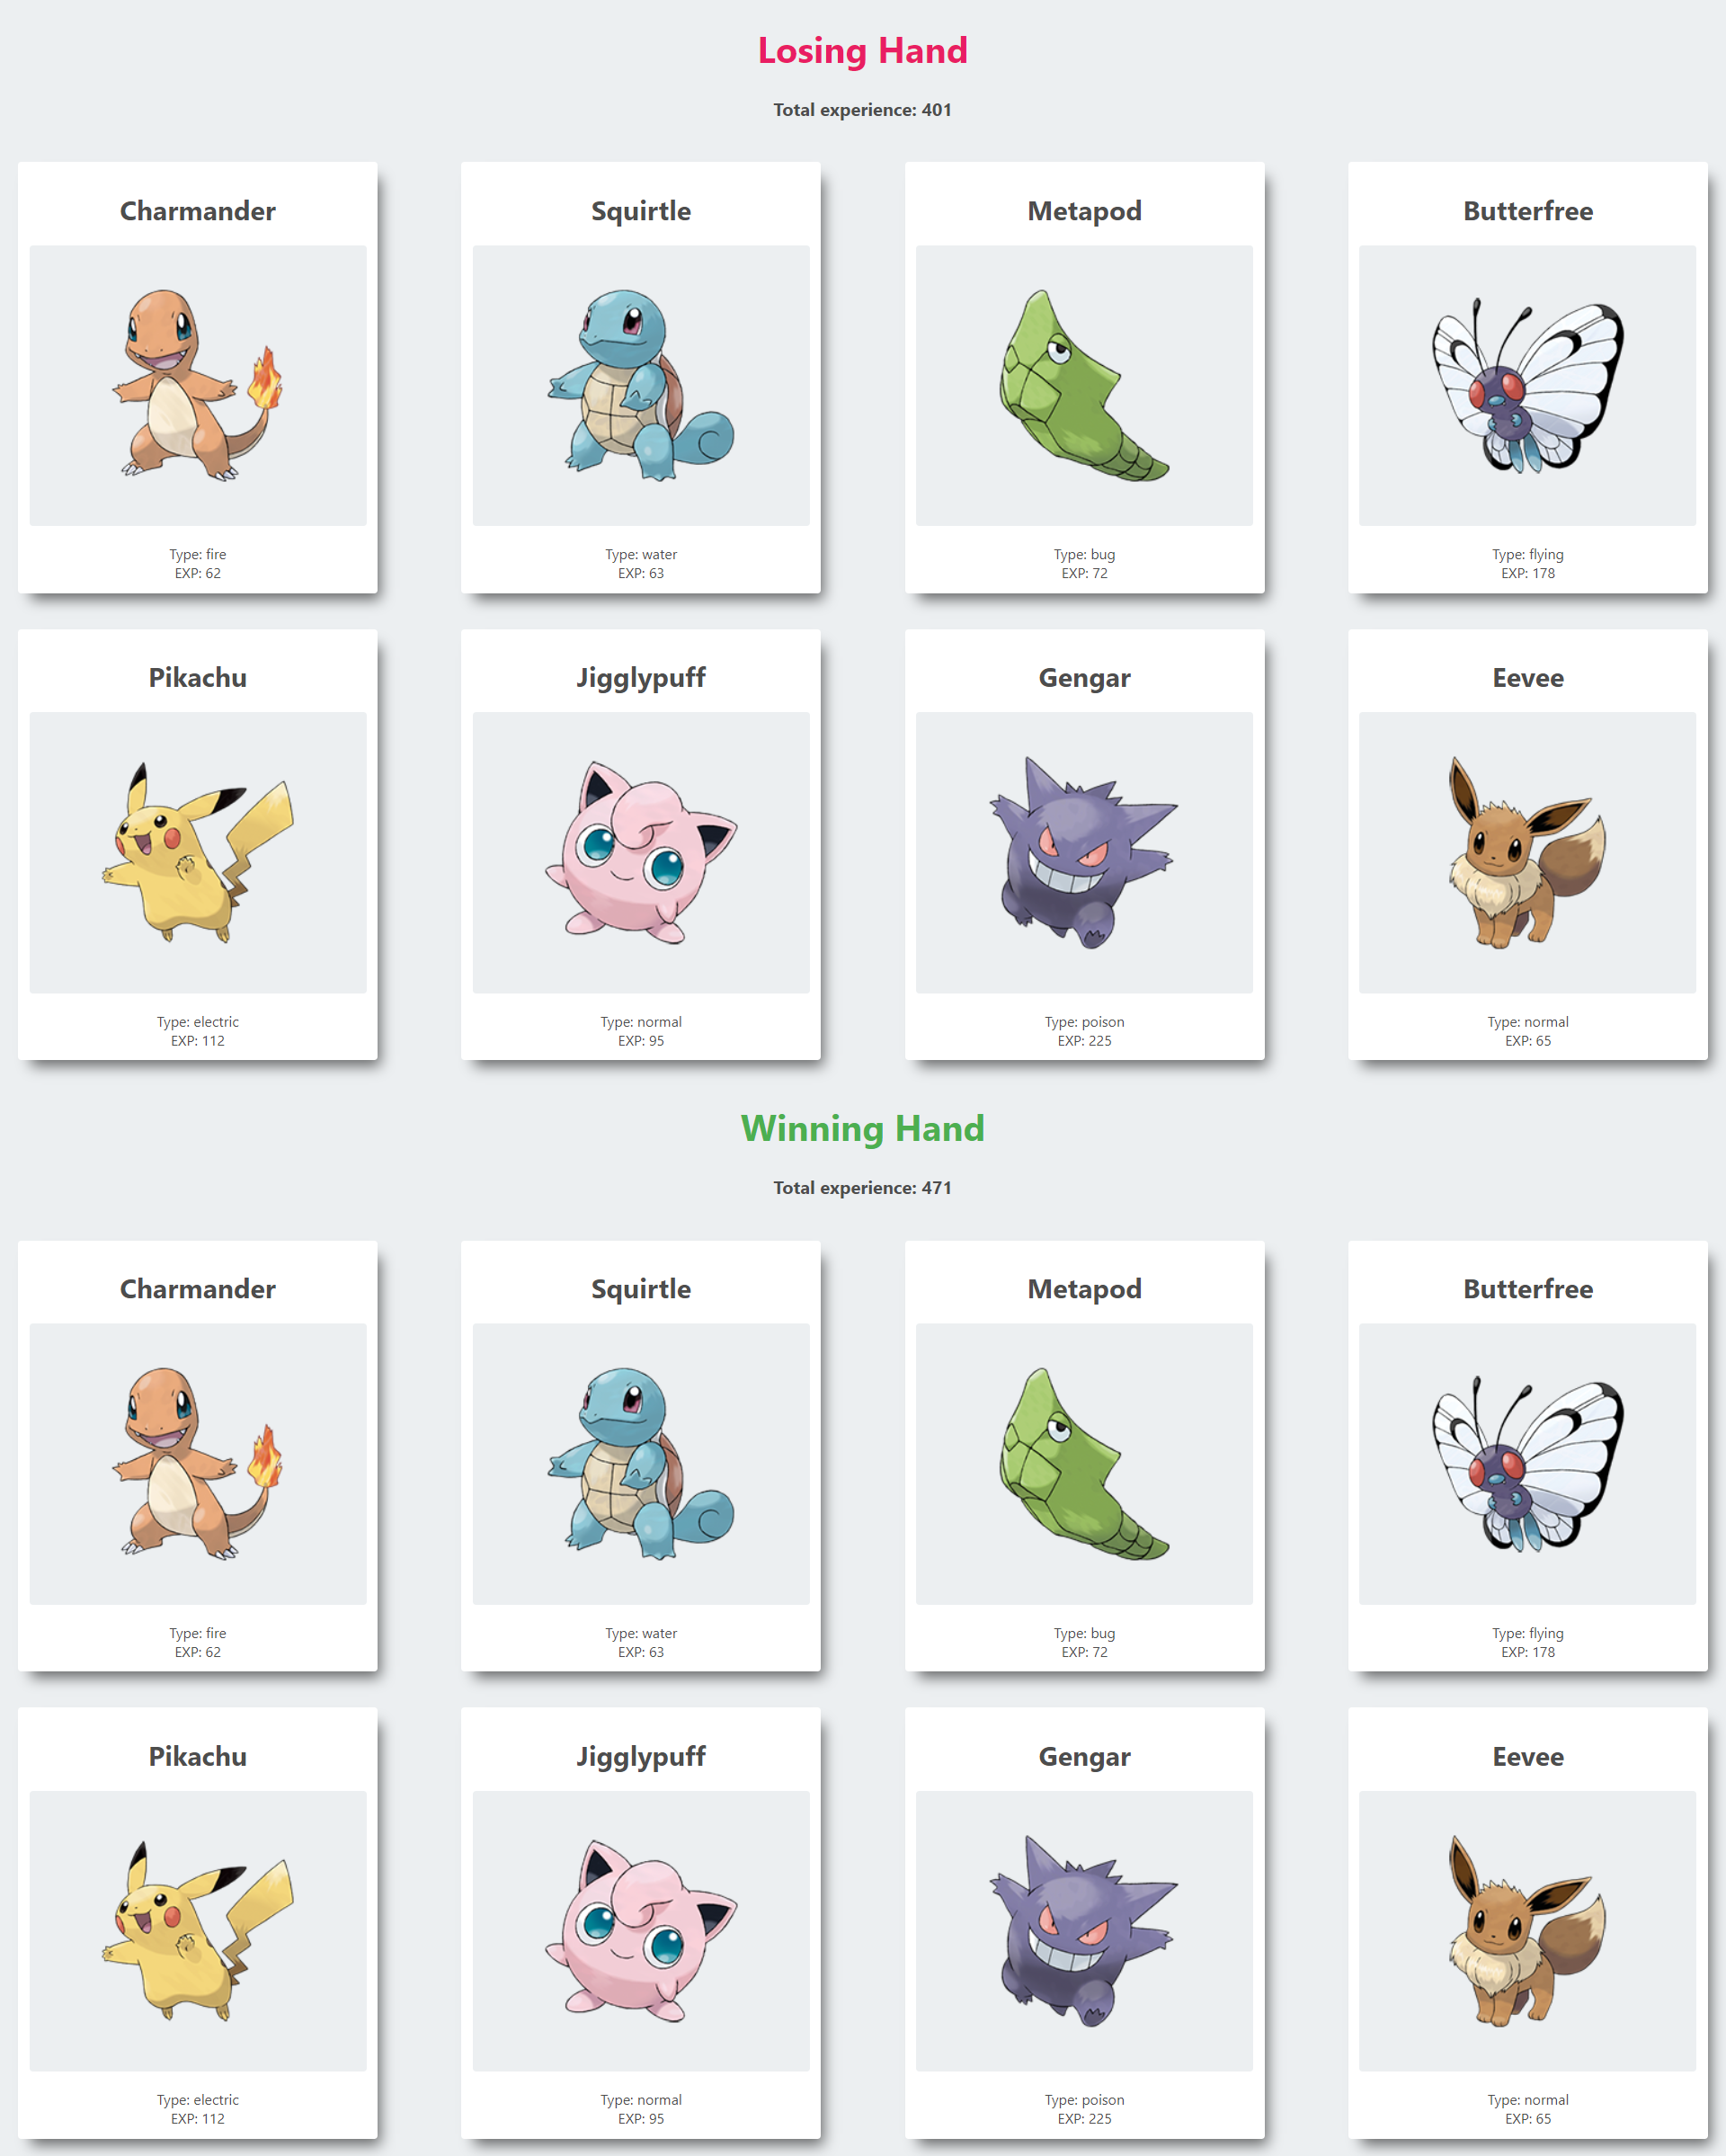 Losing Hand
Total experience: 401
Charmander
Squirtle
Metapod
Butterfree
Type: fire
EXP: 62
Type: water
EXP: 63
Type: bug
EXP: 72
Type: flying
EXP: 178
Pikachu
Jigglypuff
Gengar
Eevee
Type: electric
EXP: 112
Type: normal
EXP: 95
Type: poison
EXP: 225
Type: normal
EXP: 65
Winning Hand
Total experience: 471
Charmander
Squirtle
Metapod
Butterfree
Type: fire
EXP: 62
Type: water
EXP: 63
Type: bug
EXP: 72
Type: flying
EXP: 178
Pikachu
Jigglypuff
Gengar
Eevee
Type: electric
EXP: 112
Type: normal
EXP: 95
Type: poison
EXP: 225
Type: normal
EXP: 65